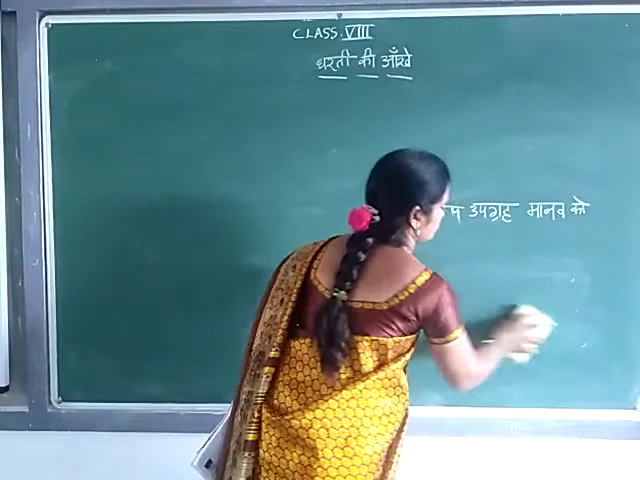 CLASS. VIII
धरती की आँखे
उपग्रह मानव को